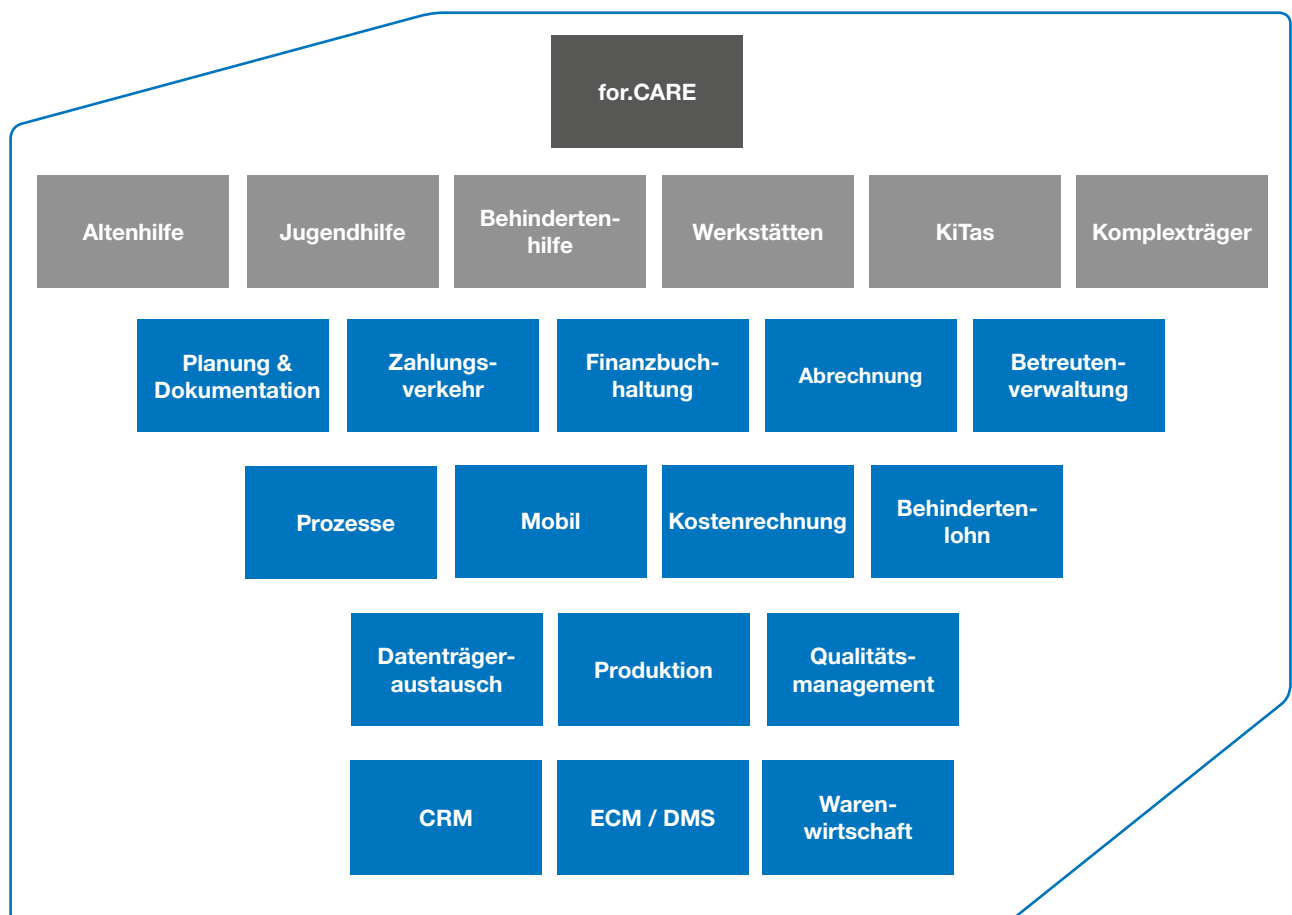 for.CARE
Altenhilfe
Jugendhilfe
Behinderten-
hilfe
Werkstätten
KiTas
Komplexträger
Planung &
Dokumentation
Zahlungs-
verkehr
Finanzbuch-
haltung
Abrechnung
Betreuten-
verwaltung
Prozesse
Mobil
Kostenrechnung
Behinderten-
lohn
Datenträger-
austausch
Produktion
Qualitäts-
management
CRM
ECM / DMS
Waren-
wirtschaft